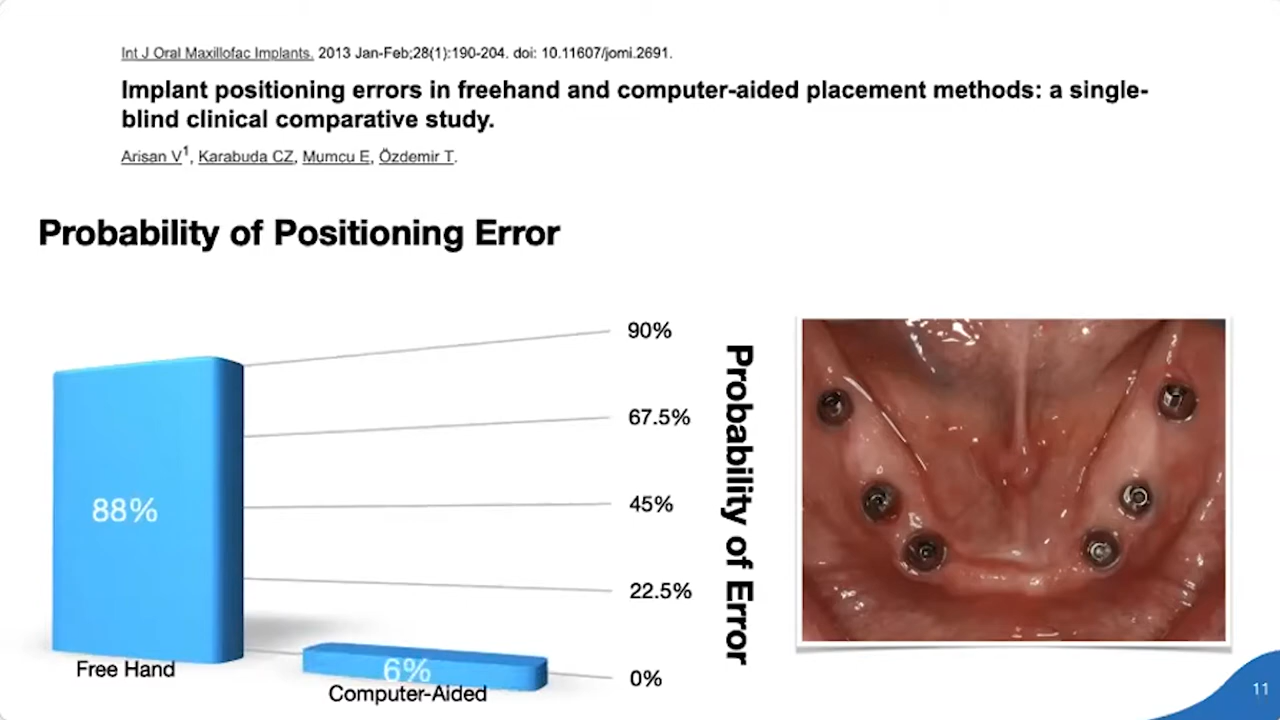 Int J Oral Maxillofac Implants. 2013 Jan-Feb;28(1):190-204. doi: 10.11607/jomi.2691.
Implant positioning errors in freehand and computer-aided placement methods: a single-
blind clinical comparative study.
Arisan V1, Karabuda CZ, Mumcu E, Özdemir T.
Probability of Positioning Error
90%
67.5%
45%
22.5%
0%
Probability of Error
88%
6%
Free Hand
Computer-Aided
11